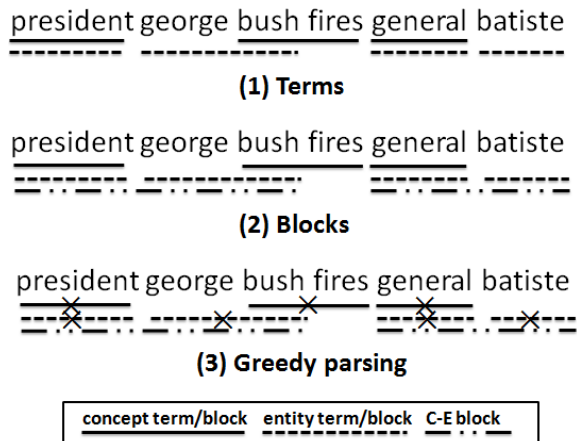 president george bush fires general batiste
(1) Terms
president george bush fires general batiste
(2) Blocks
president george bush fires general batiste
(3) Greedy parsing
concept term/block entity term/block C-E block